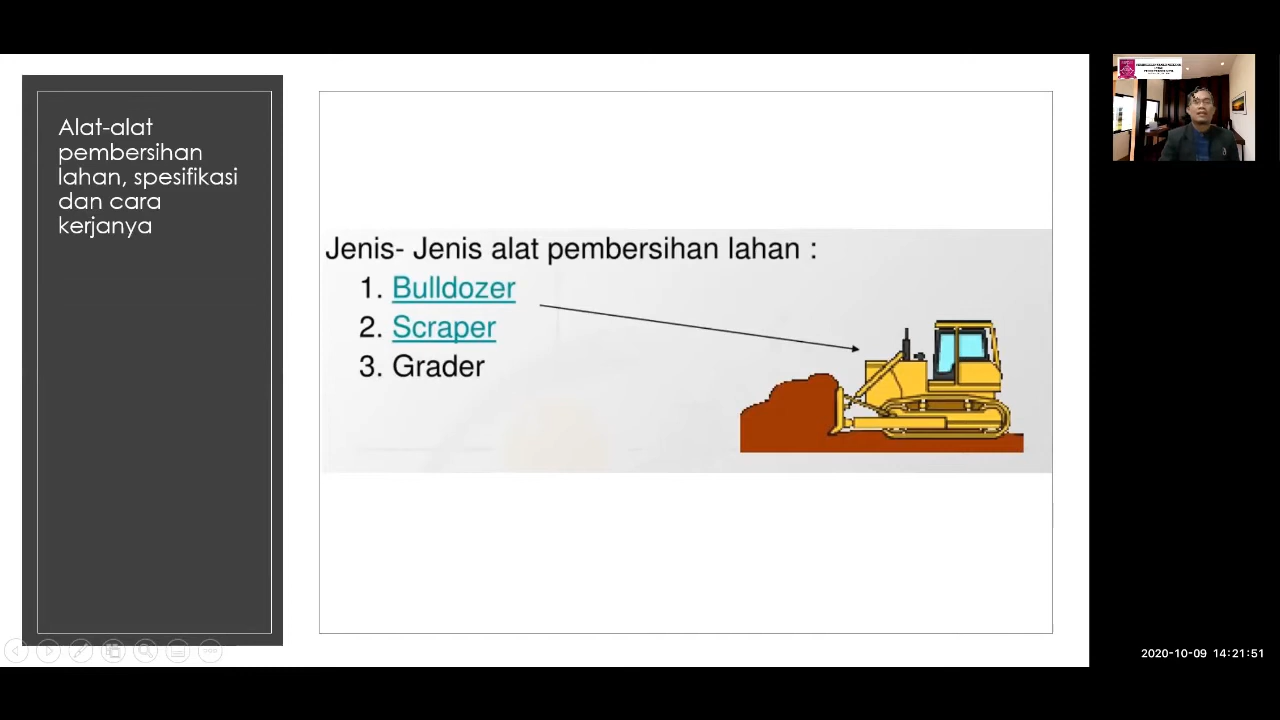 Alat-alat
pembersihan
lahan, spesifikasi
dan cara
kerjanya
Jenis- Jenis alat pembersihan lahan :
1. Bulldozer
2. Scraper
3. Grader
2020-10-09 14:21:51